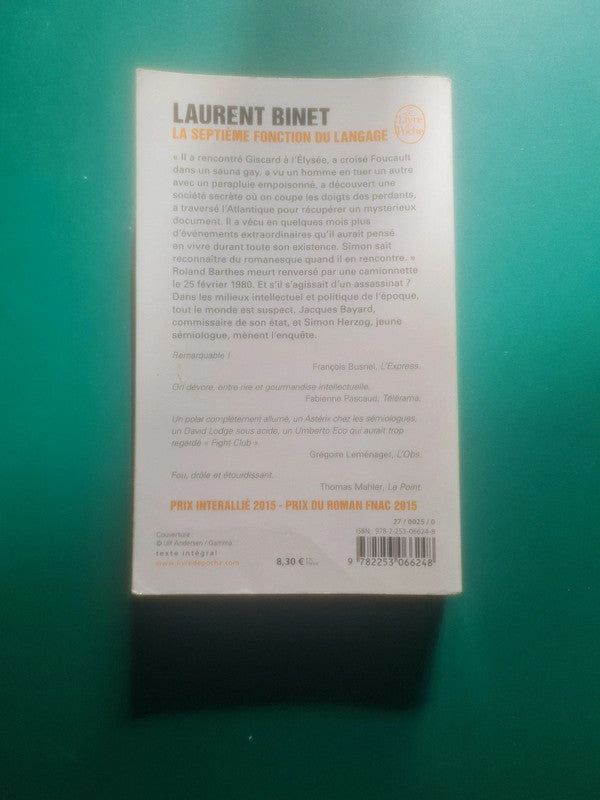 LAURENT BINET
LA SEPTIÈME FONCTION DU LANGAGE
Le Livre de Poche
« Il a rencontré Giscard à l'Élysée, a croisé Foucault
dans un sauna gay, a vu un homme en tuer un autre
avec un parapluie empoisonné, a découvert une
société secrète où on coupe les doigts des perdants,
a traversé l'Atlantique pour récupérer un mystérieux
document. Il a vécu en quelques mois plus
d'événements extraordinaires qu'il aurait pensé
en vivre durant toute son existence. Simon sait
reconnaître du romanesque quand il en rencontre. »
Roland Barthes meurt renversé par une camionnette
le 25 février 1980. Et s'il s'agissait d'un assassinat ?
Dans les milieux intellectuel et politique de l'époque,
tout le monde est suspect. Jacques Bayard,
commissaire de son état, et Simon Herzog, jeune
sémiologue, mènent l'enquête.
Remarquable !
François Busnel, L'Express.
On dévore, entre rire et gourmandise intellectuelle.
Fabienne Pascaud, Télérama.
Un polar complètement allumé, un Astérix chez les sémiologues,
un David Lodge sous acide, un Umberto Eco qui aurait trop
regardé « Fight Club ».
Grégoire Leménager, L'Obs.
Fou, drôle et étourdissant.
Thomas Mahler, Le Point.
PRIX INTERALLIÉ 2015 - PRIX DU ROMAN FNAC 2015
27 / 0025 / 0
ISBN : 978-2-253-06624-8
Couverture :
© Ulf Andersen / Gamma.
texte intégral
www.livredepoche.com
8,30 €
9 782253 066248